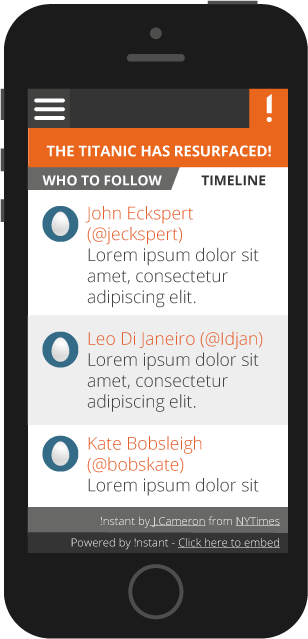 !
THE TITANIC HAS RESURFACED!
WHO TO FOLLOW TIMELINE
John Eckspert
(@jeckspert)
Lorem ipsum dolor sit
amet, consectetur
adipiscing elit.
Leo Di Janeiro (@ldjan)
Lorem ipsum dolor sit
amet, consectetur
adipiscing elit.
Kate Bobsleigh
(@bobskate)
Lorem ipsum dolor sit
!nstant by J.Cameron from NYTimes
Powered by !nstant - Click here to embed